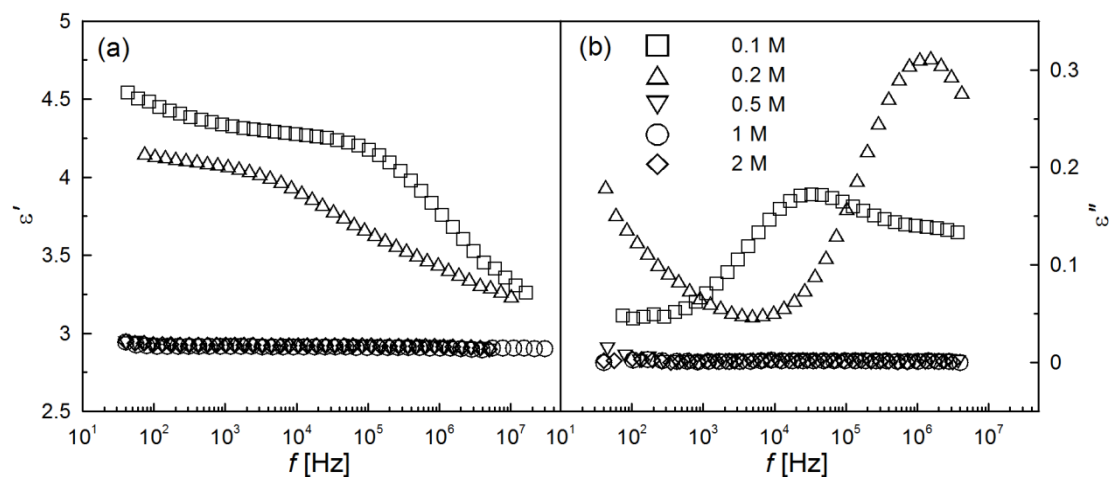 (a)
5
4.5
4
3.5
3
2.5
ε′
10¹ 10² 10³ 10⁴ 10⁵ 10⁶ 10⁷
f [Hz]
(b)
0.1 M
0.2 M
0.5 M
1 M
2 M
0.3
0.2
0.1
0
ε″
10² 10³ 10⁴ 10⁵ 10⁶ 10⁷
f [Hz]